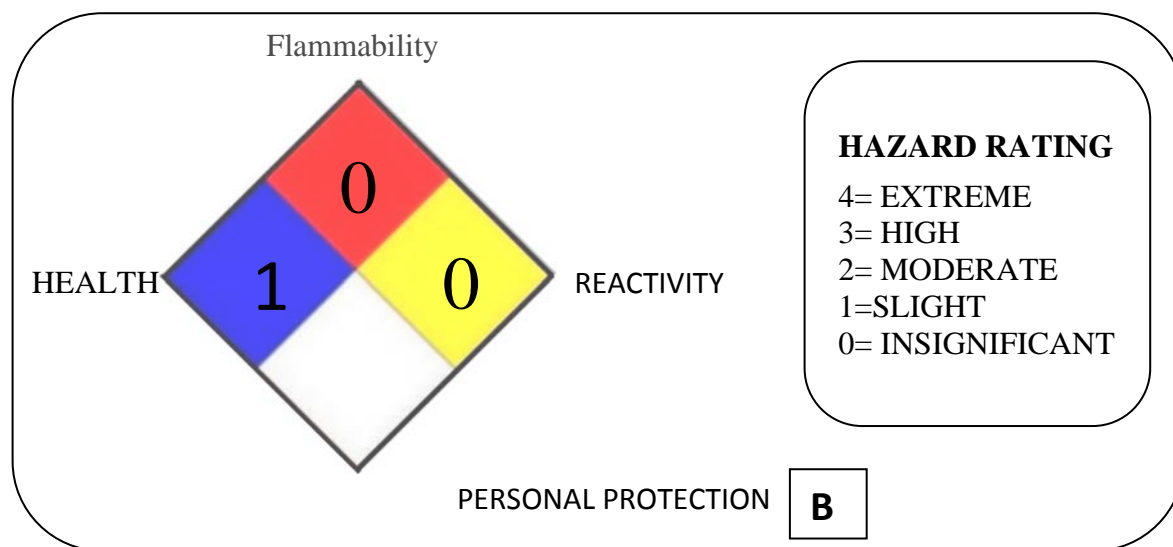 Flammability
0
HEALTH
1
0
REACTIVITY
HAZARD RATING
4= EXTREME
3= HIGH
2= MODERATE
1=SLIGHT
0= INSIGNIFICANT
PERSONAL PROTECTION B